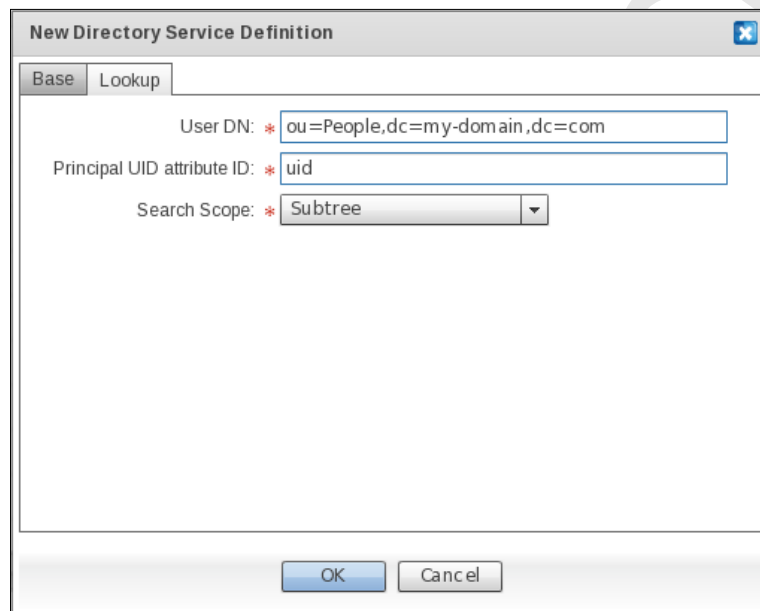 New Directory Service Definition
Base Lookup
User DN: * ou=People,dc=my-domain,dc=com
Principal UID attribute ID: * uid
Search Scope: * Subtree
OK Cancel